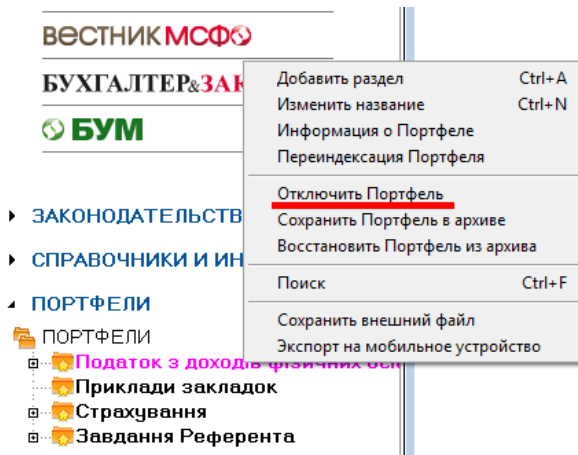 ВЕСТНИК МСФО
БУХГАЛТЕР&ЗАК
БУМ
Добавить раздел Ctrl+A
Изменить название Ctrl+N
Информация о Портфеле
Переиндексация Портфеля
Отключить Портфель
Сохранить Портфель в архиве
Восстановить Портфель из архива
Поиск Ctrl+F
Сохранить внешний файл
Экспорт на мобильное устройство
ЗАКОНОДАТЕЛЬСТВ
СПРАВОЧНИКИ И ИН
ПОРТФЕЛИ
ПОРТФЕЛИ
Податок з доходів фізичних осі
Приклади закладок
Страхування
Завдання Референта